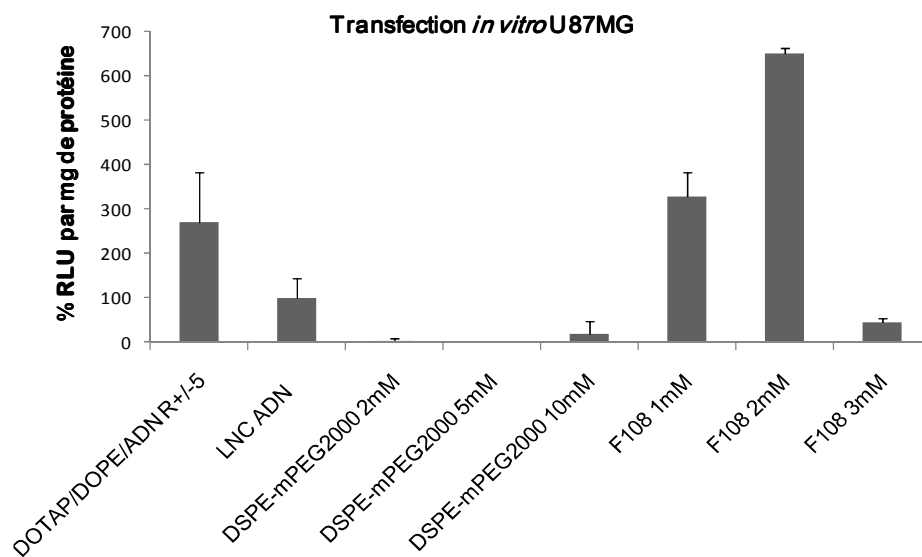 Transfection in vitro U87MG
% RLU par mg de protéine
700
600
500
400
300
200
100
0
DOTAP/DOPE/ADN R+/-5
LNC ADN
DSPE-mPEG2000 2mM
DSPE-mPEG2000 5mM
DSPE-mPEG2000 10mM
F108 1mM
F108 2mM
F108 3mM